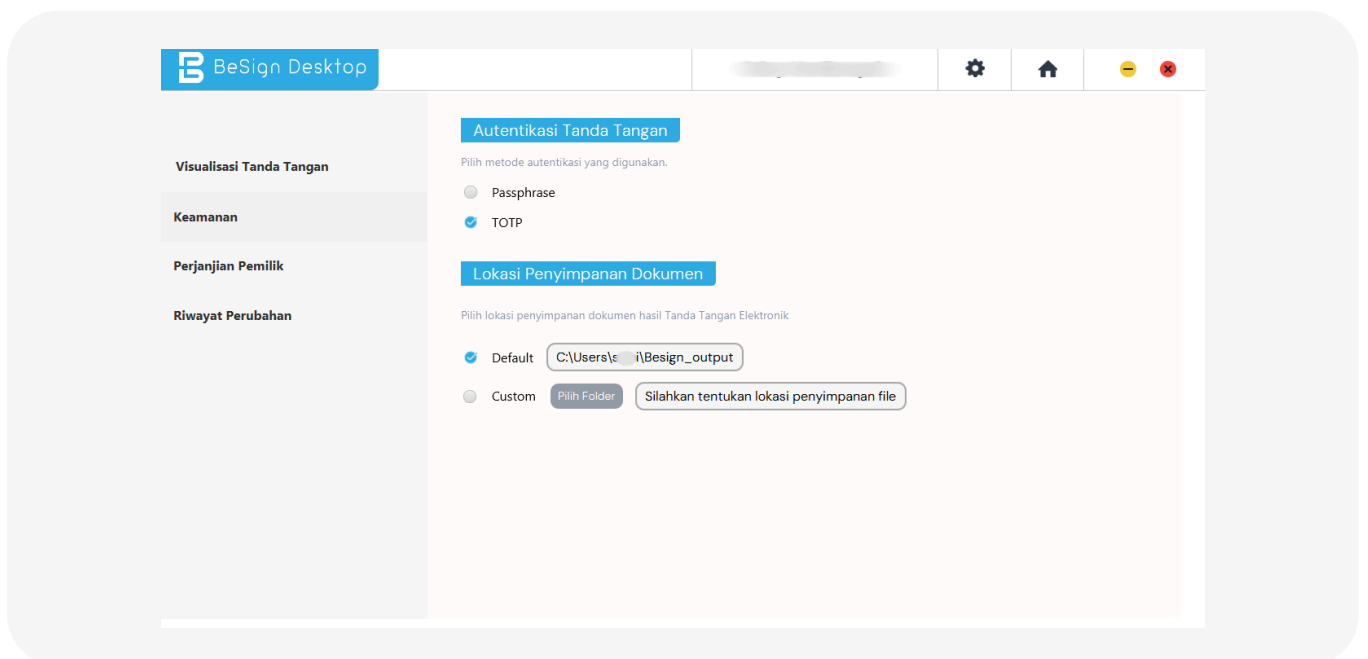 BeSign Desktop
Visualisasi Tanda Tangan
Keamanan
Perjanjian Pemilik
Riwayat Perubahan
Autentikasi Tanda Tangan
Pilih metode autentikasi yang digunakan.
Passphrase
TOTP
Lokasi Penyimpanan Dokumen
Pilih lokasi penyimpanan dokumen hasil Tanda Tangan Elektronik
Default C:\Users\s i\Besign_output
Custom Pilih Folder Silahkan tentukan lokasi penyimpanan file